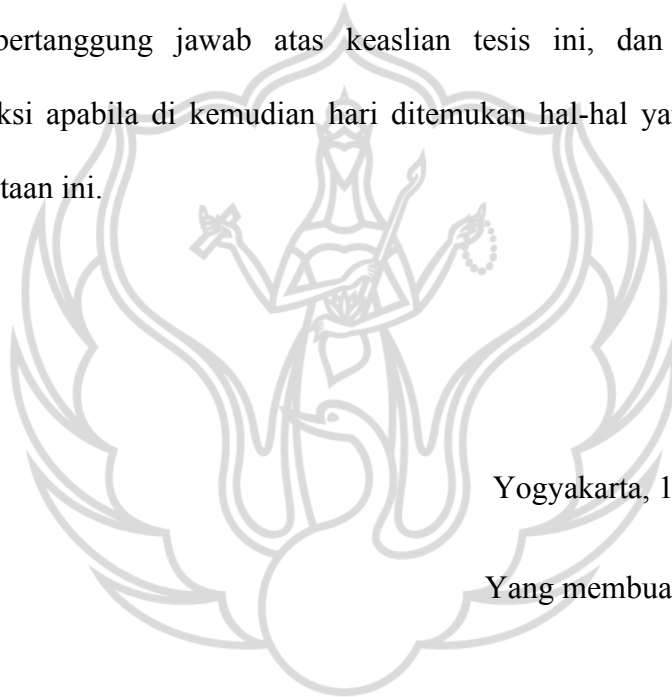 bertanggung jawab atas keaslian tesis ini, dan
ksi apabila di kemudian hari ditemukan hal-hal ya
taan ini.
Yogyakarta, 1
Yang membua